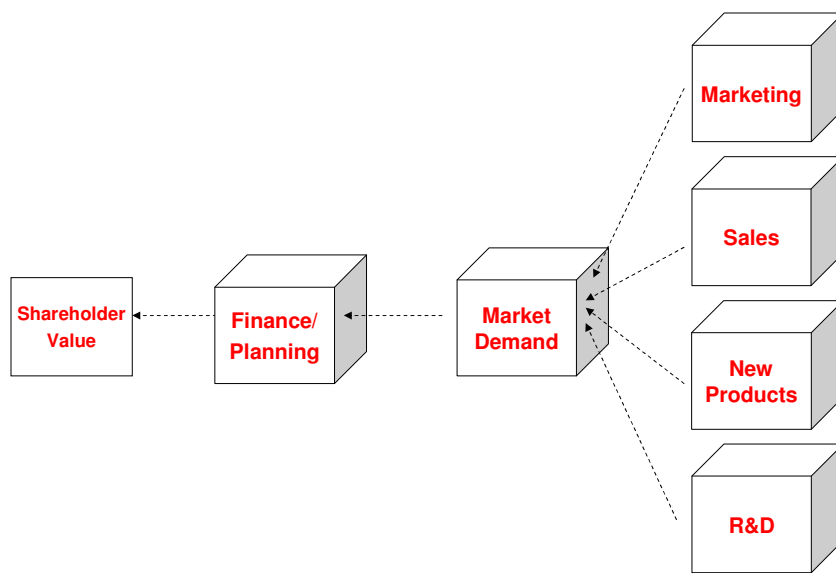 Marketing
Sales
Shareholder
Value
Finance/
Planning
Market
Demand
New
Products
R&D